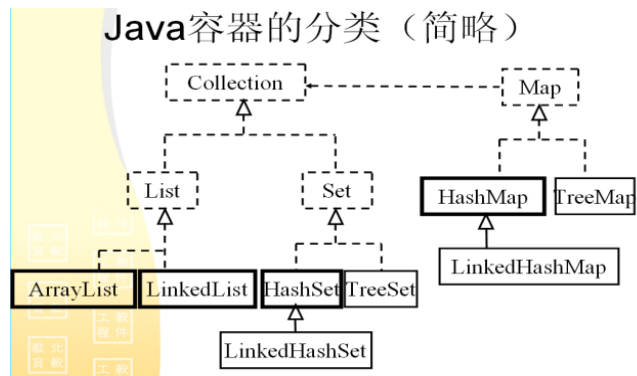 Java容器的分类（简略）
Collection
Map
List
Set
HashMap
TreeMap
LinkedHashMap
ArrayList
LinkedList
HashSet
TreeSet
LinkedHashSet